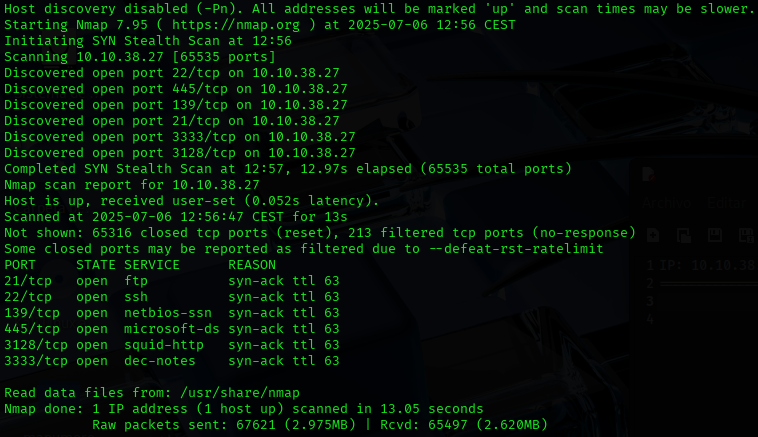 Host discovery disabled (-Pn). All addresses will be marked 'up' and scan times may be slower.
Starting Nmap 7.95 ( https://nmap.org ) at 2025-07-06 12:56 CEST
Initiating SYN Stealth Scan at 12:56
Scanning 10.10.38.27 [65535 ports]
Discovered open port 22/tcp on 10.10.38.27
Discovered open port 445/tcp on 10.10.38.27
Discovered open port 139/tcp on 10.10.38.27
Discovered open port 21/tcp on 10.10.38.27
Discovered open port 3333/tcp on 10.10.38.27
Discovered open port 3128/tcp on 10.10.38.27
Completed SYN Stealth Scan at 12:57, 12.97s elapsed (65535 total ports)
Nmap scan report for 10.10.38.27
Host is up, received user-set (0.052s latency).
Scanned at 2025-07-06 12:56:47 CEST for 13s
Not shown: 65316 closed tcp ports (reset), 213 filtered tcp ports (no-response)
Some closed ports may be reported as filtered due to --defeat-rst-ratelimit
PORT     STATE SERVICE      REASON
21/tcp   open  ftp          syn-ack ttl 63
22/tcp   open  ssh          syn-ack ttl 63
139/tcp  open  netbios-ssn  syn-ack ttl 63
445/tcp  open  microsoft-ds syn-ack ttl 63
3128/tcp open  squid-http   syn-ack ttl 63
3333/tcp open  dec-notes    syn-ack ttl 63
Read data files from: /usr/share/nmap
Nmap done: 1 IP address (1 host up) scanned in 13.05 seconds
Raw packets sent: 67621 (2.975MB) | Rcvd: 65497 (2.620MB)
Archivo Editar
1 IP: 10.10.38
2
3
4